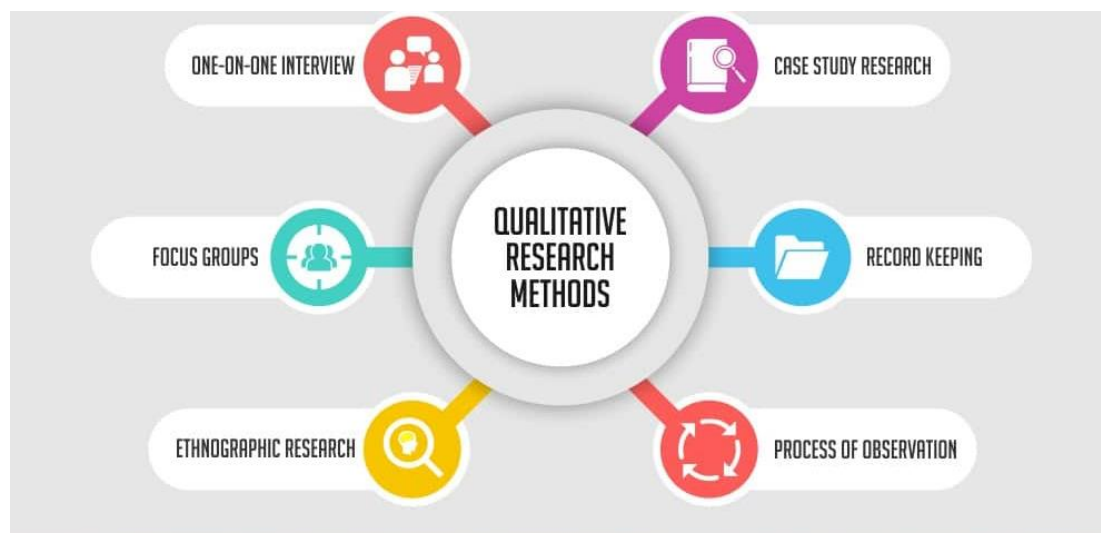 ONE-ON-ONE INTERVIEW
CASE STUDY RESEARCH
QUALITATIVE
RESEARCH
METHODS
FOCUS GROUPS
RECORD KEEPING
ETHNOGRAPHIC RESEARCH
PROCESS OF OBSERVATION